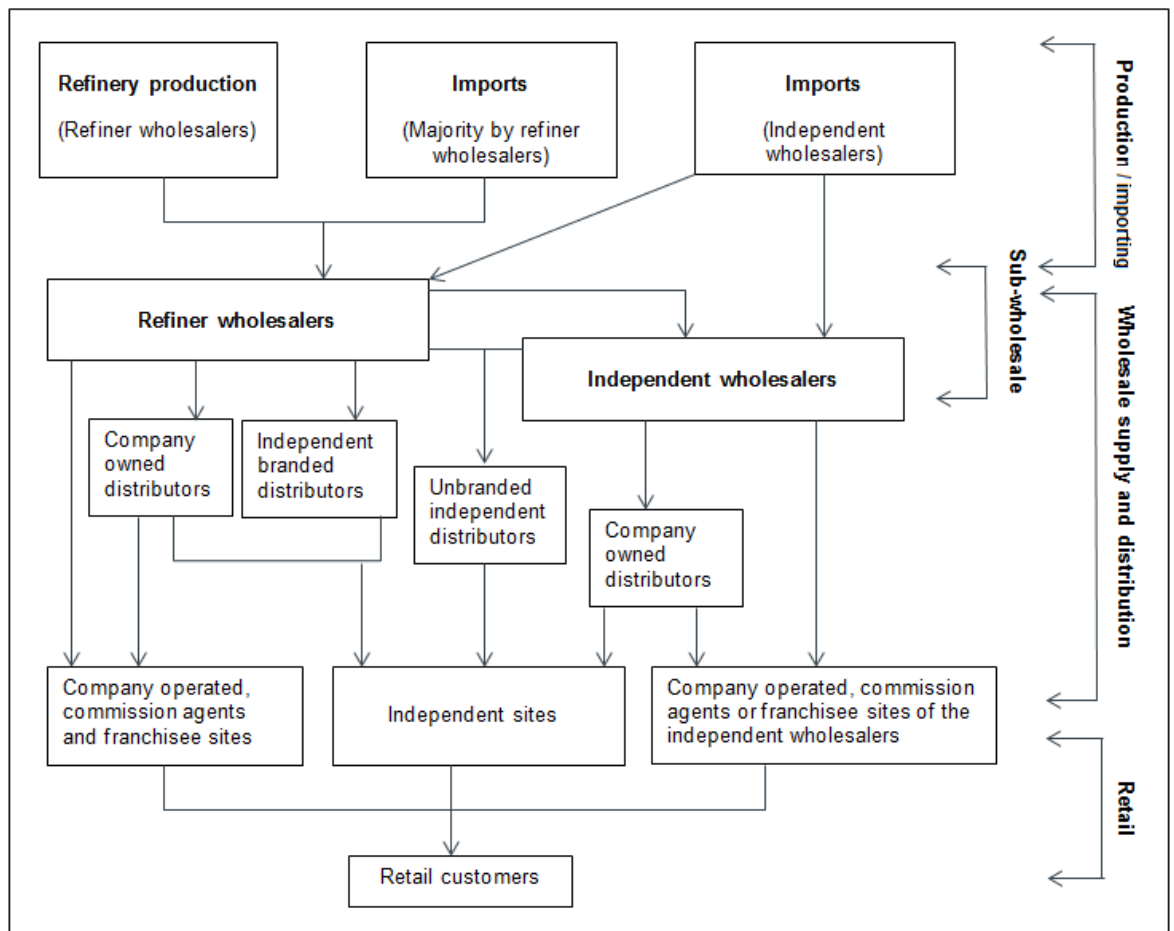 Refinery production
(Refiner wholesalers)
Imports
(Majority by refiner
wholesalers)
Imports
(Independent
wholesalers)
Production / importing
Sub-wholesale
Refiner wholesalers
Independent wholesalers
Wholesale supply and distribution
Company
owned
distributors
Independent
branded
distributors
Unbranded
independent
distributors
Company
owned
distributors
Company operated,
commission agents
and franchisee sites
Independent sites
Company operated, commission
agents or franchisee sites of the
independent wholesalers
Retail
Retail customers